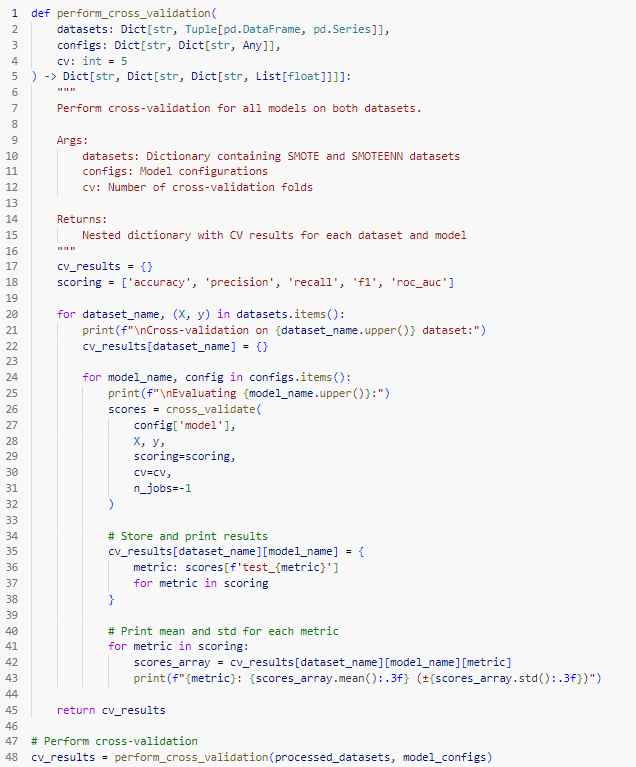 1 def perform_cross_validation(
2     datasets: Dict[str, Tuple[pd.DataFrame, pd.Series]],
3     configs: Dict[str, Dict[str, Any]],
4     cv: int = 5
5 ) -> Dict[str, Dict[str, Dict[str, List[float]]]]:
6     """
7     Perform cross-validation for all models on both datasets.
8
9     Args:
10         datasets: Dictionary containing SMOTE and SMOTEENN datasets
11         configs: Model configurations
12         cv: Number of cross-validation folds
13
14     Returns:
15         Nested dictionary with CV results for each dataset and model
16     """
17     cv_results = {}
18     scoring = ['accuracy', 'precision', 'recall', 'f1', 'roc_auc']
19
20     for dataset_name, (X, y) in datasets.items():
21         print(f"\nCross-validation on {dataset_name.upper()} dataset:")
22         cv_results[dataset_name] = {}
23
24         for model_name, config in configs.items():
25             print(f"\nEvaluating {model_name.upper()}:")
26             scores = cross_validate(
27                 config['model'],
28                 X, y,
29                 scoring=scoring,
30                 cv=cv,
31                 n_jobs=-1
32             )
33
34             # Store and print results
35             cv_results[dataset_name][model_name] = {
36                 metric: scores[f'test_{metric}']
37                 for metric in scoring
38             }
39
40             # Print mean and std for each metric
41             for metric in scoring:
42                 scores_array = cv_results[dataset_name][model_name][metric]
43                 print(f"{metric}: {scores_array.mean():.3f} (±{scores_array.std():.3f})")
44
45     return cv_results
46
47 # Perform cross-validation
48 cv_results = perform_cross_validation(processed_datasets, model_configs)